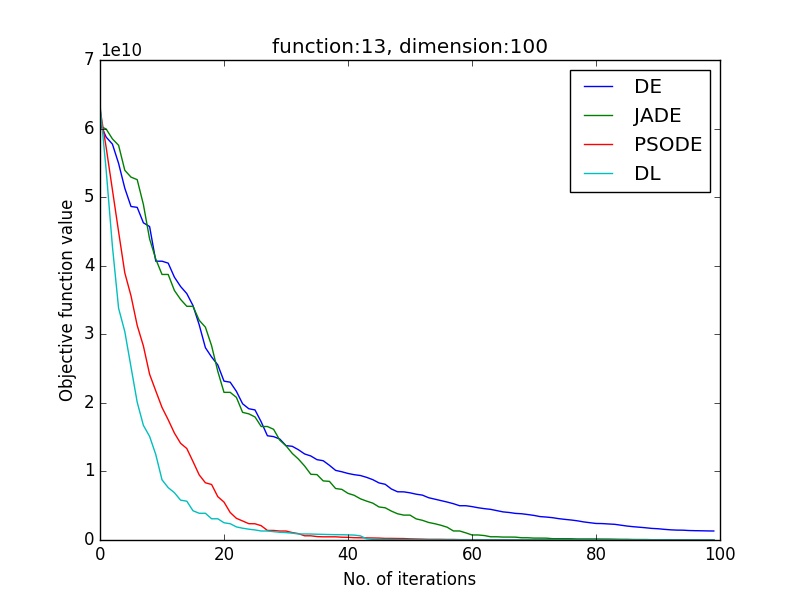 function:13, dimension:100
1e10
7
6
5
4
3
2
1
0
Objective function value
DE
JADE
PSODE
DL
0 20 40 60 80 100
No. of iterations